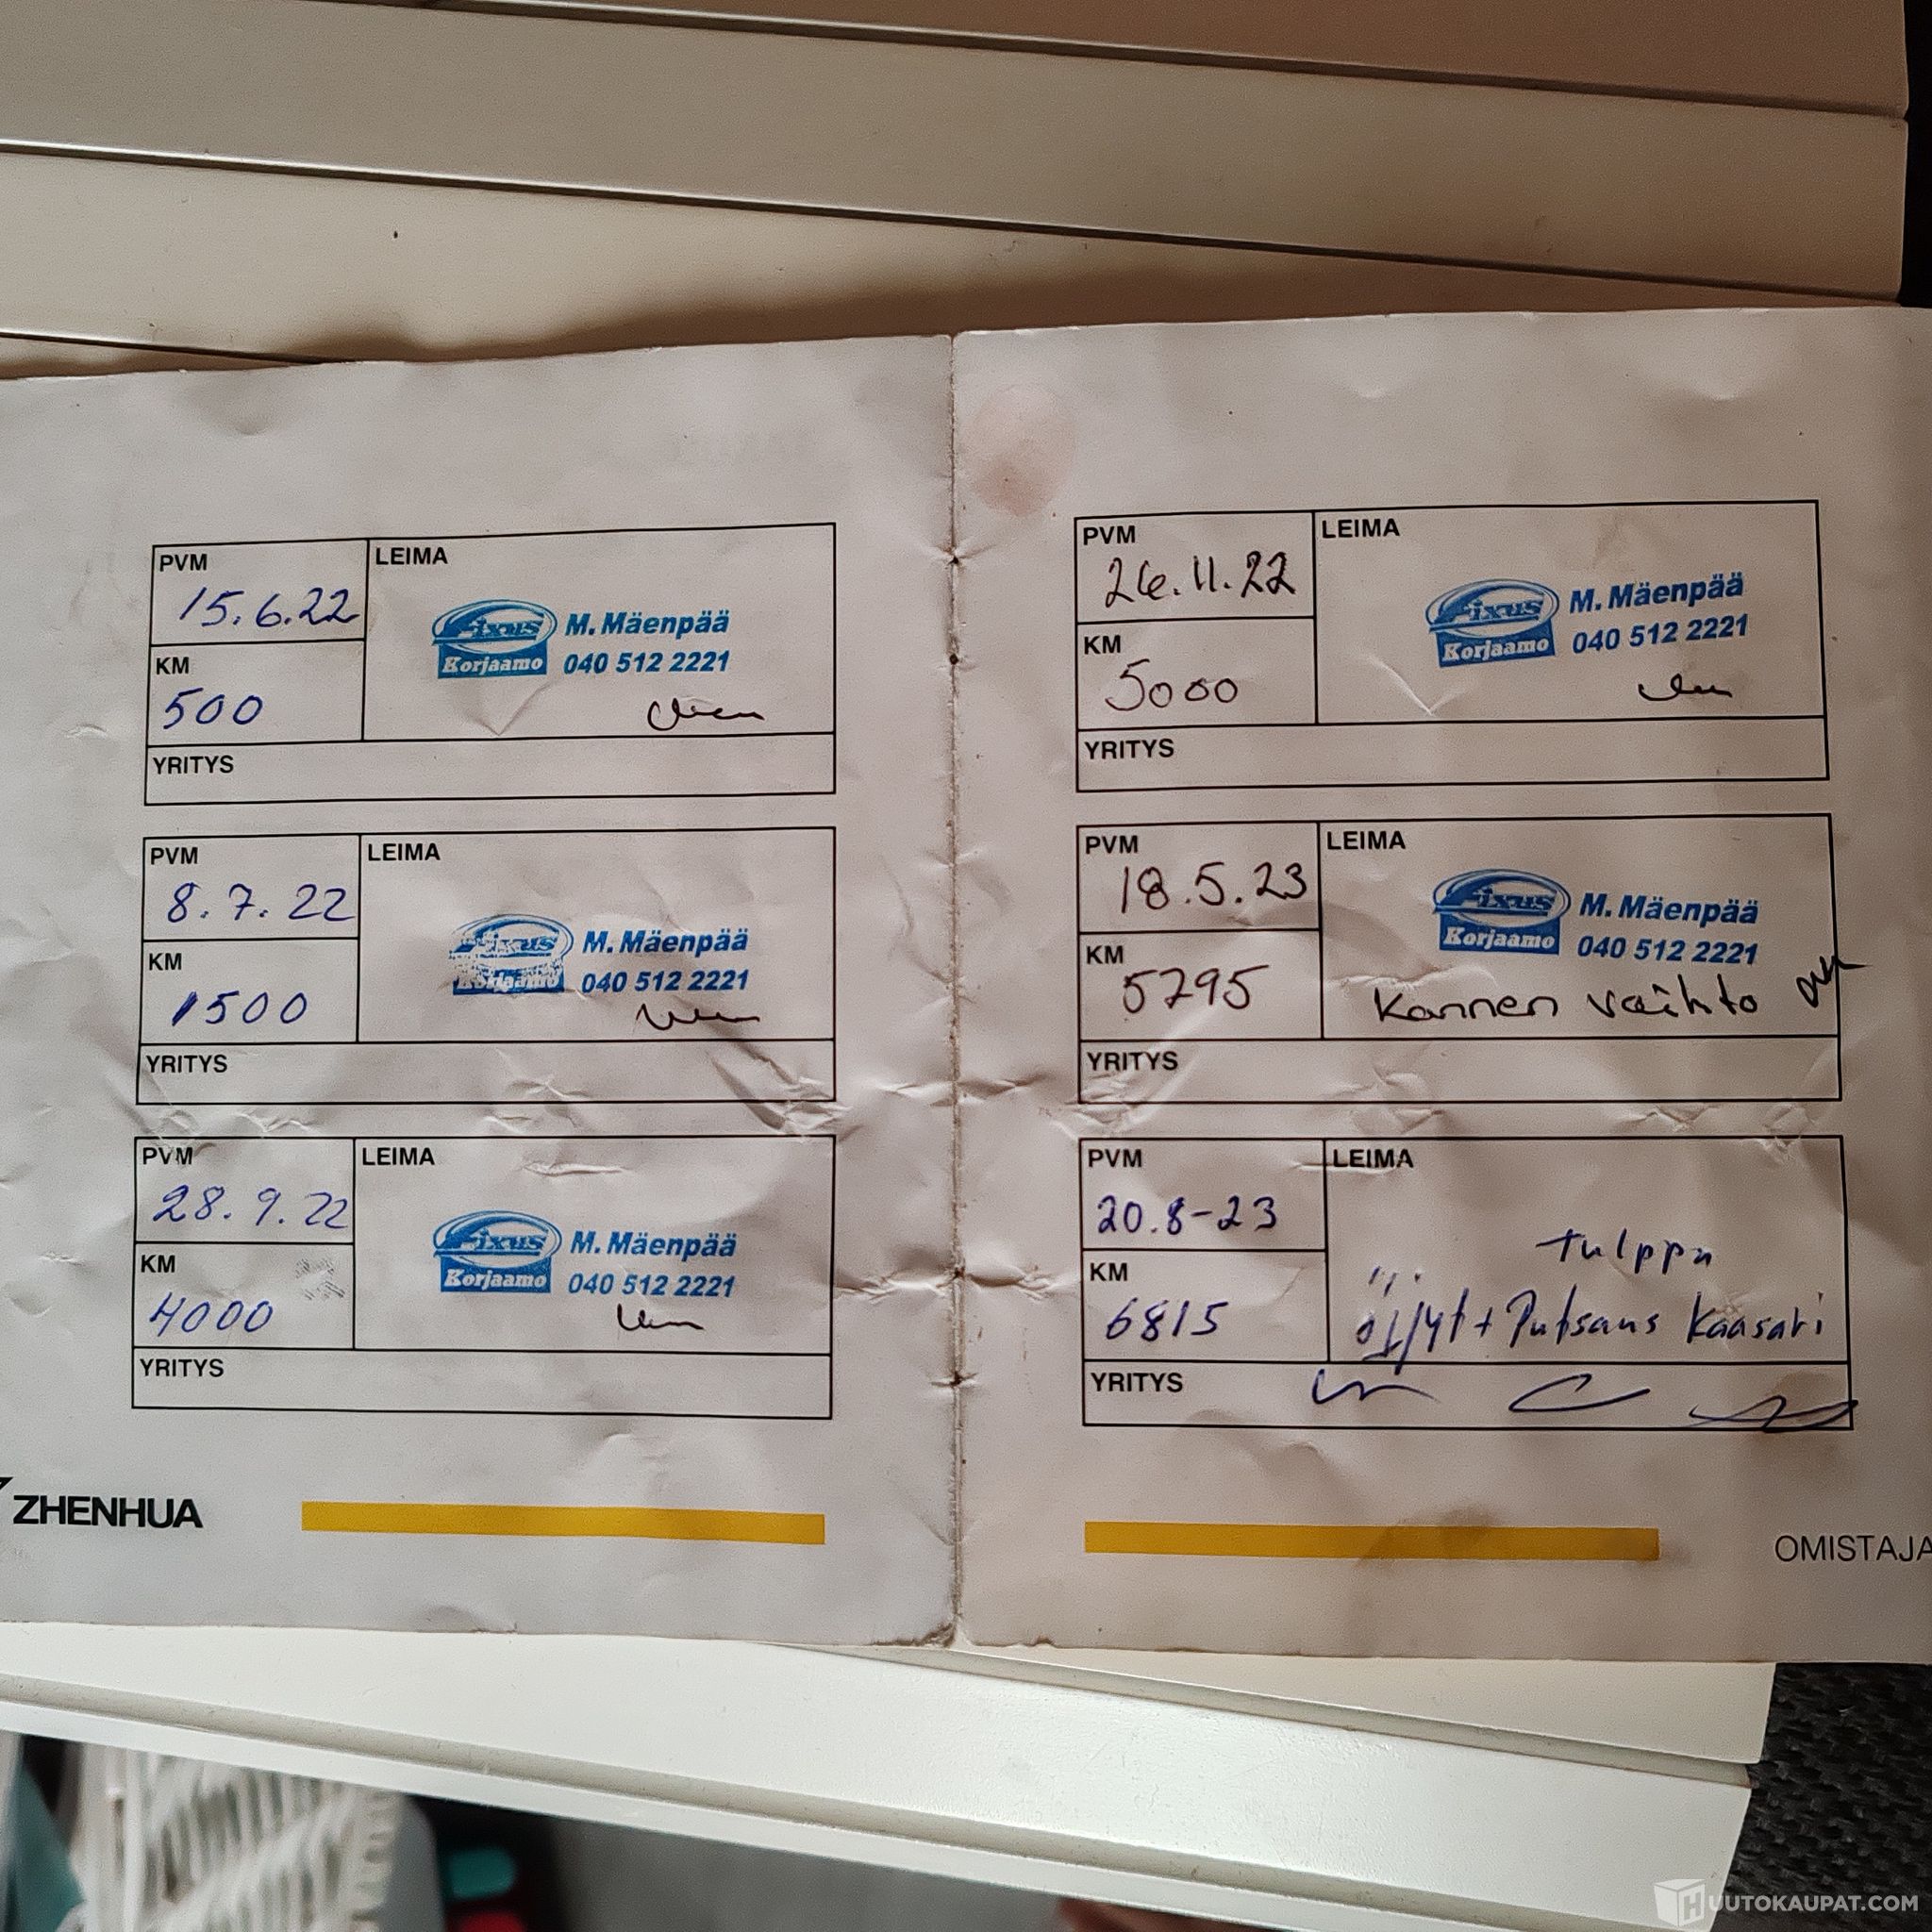 PVM
LEIMA
15.6.22
Fixus
Korjaamo
M. Mäenpää
040 512 2221
KM
500
YRITYS
PVM
LEIMA
8.7.22
Fixus
Korjaamo
M. Mäenpää
040 512 2221
KM
1500
YRITYS
PVM
LEIMA
28.9.22
Fixus
Korjaamo
M. Mäenpää
040 512 2221
KM
4000
YRITYS
ZHENHUA
PVM
LEIMA
26.11.22
Fixus
Korjaamo
M. Mäenpää
040 512 2221
KM
5000
YRITYS
PVM
LEIMA
18.5.23
Fixus
Korjaamo
M. Mäenpää
040 512 2221
KM
5795
Kannen vaihto
YRITYS
PVM
LEIMA
20.8-23
tulppa
KM
6815
öljyt + Putsaus kaasari
YRITYS
OMISTAJA
HUUTOKAUPAT.COM